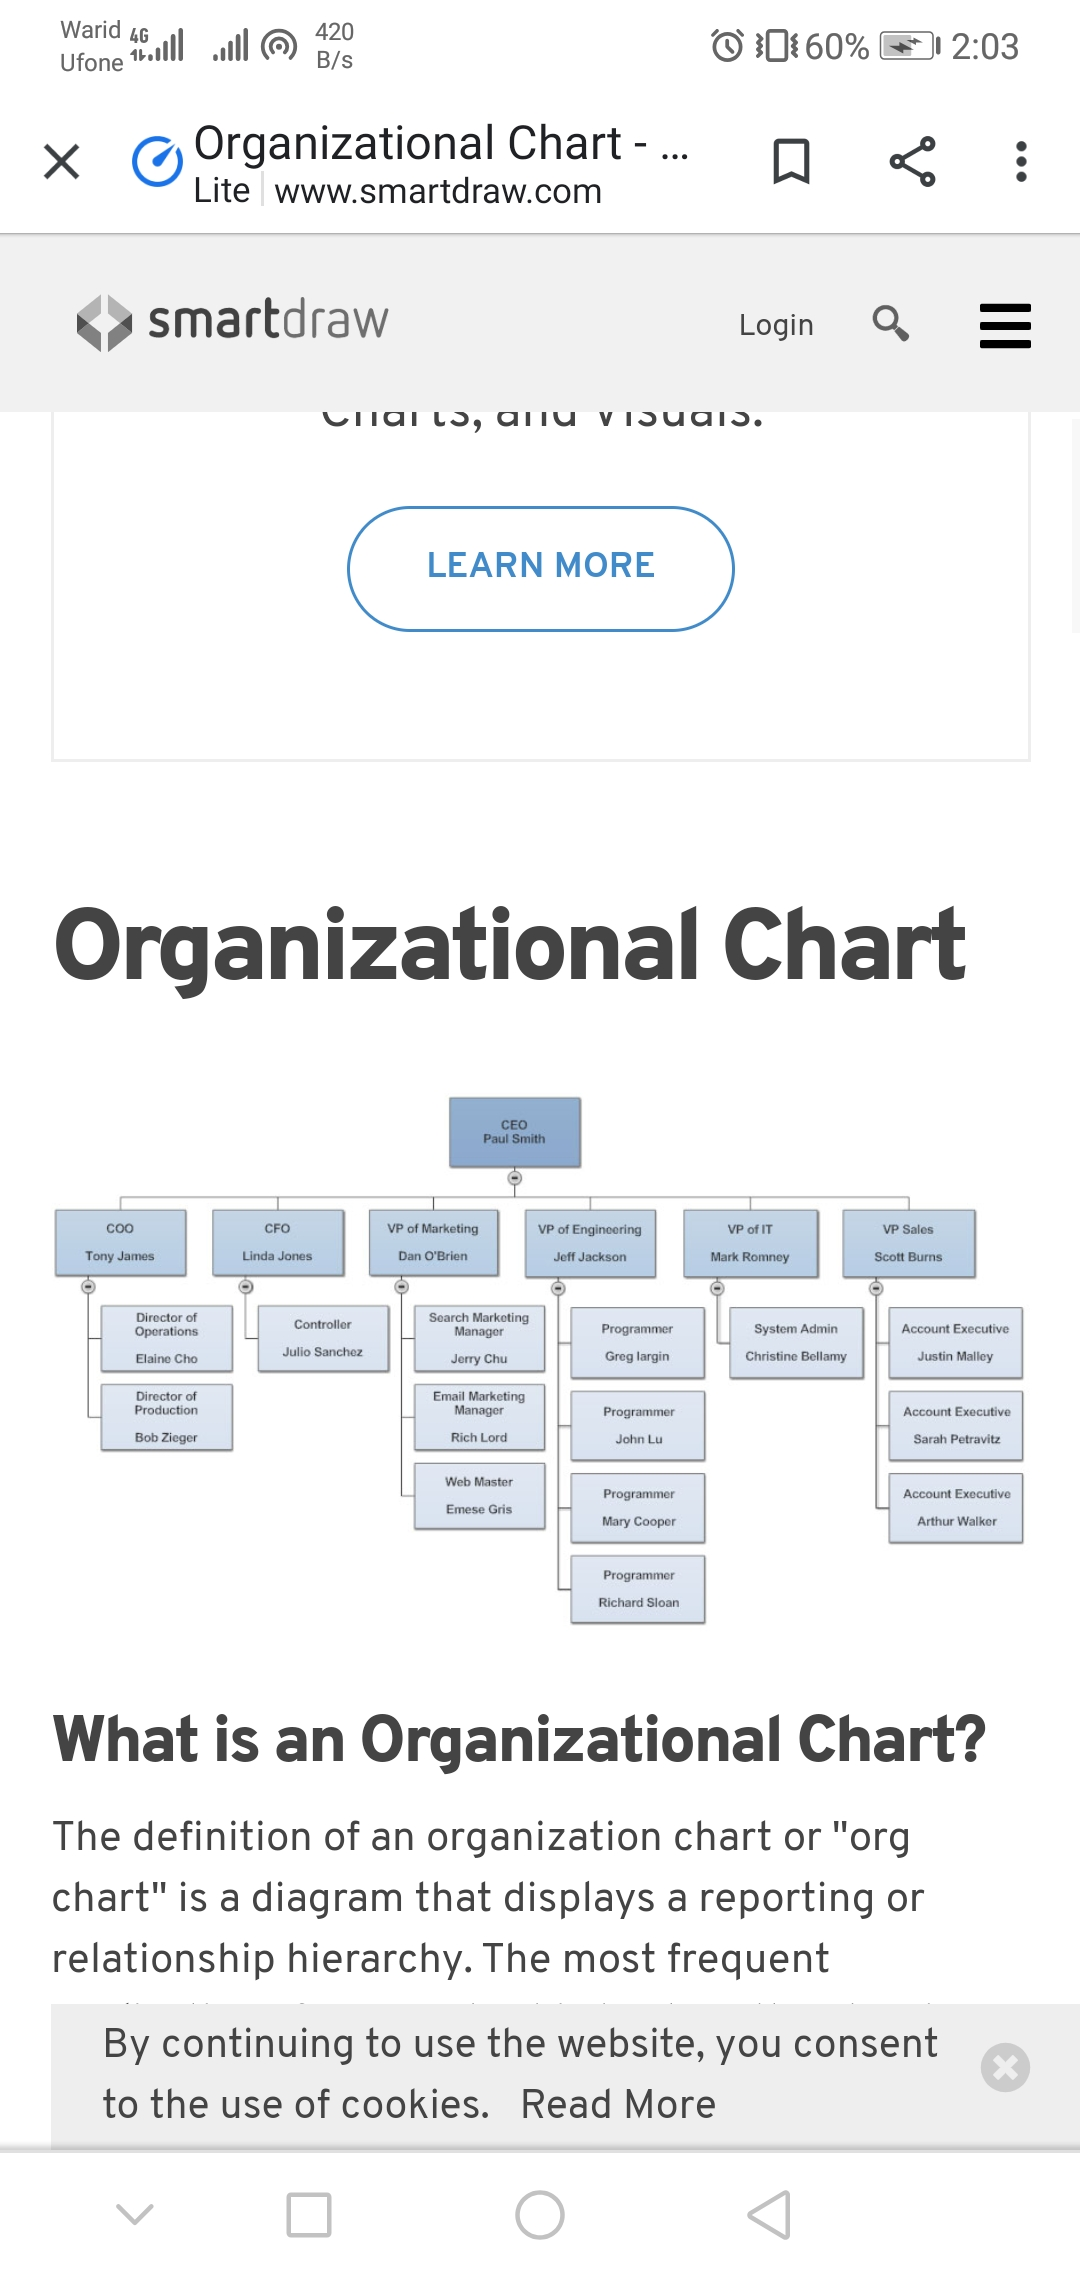 Warid 4G
Ufone
420
B/s
60%
2:03
Organizational Chart - ...
Lite www.smartdraw.com
smartdraw
Login
Charts, and Visuals.
LEARN MORE
Organizational Chart
CEO
Paul Smith
COO
Tony James
CFO
Linda Jones
VP of Marketing
Dan O'Brien
VP of Engineering
Jeff Jackson
VP of IT
Mark Romney
VP Sales
Scott Burns
Director of
Operations
Elaine Cho
Director of
Production
Bob Zieger
Controller
Julio Sanchez
Search Marketing
Manager
Jerry Chu
Email Marketing
Manager
Rich Lord
Web Master
Emese Gris
Programmer
Greg largin
Programmer
John Lu
Programmer
Mary Cooper
Programmer
Richard Sloan
System Admin
Christine Bellamy
Account Executive
Justin Malley
Account Executive
Sarah Petravitz
Account Executive
Arthur Walker
What is an Organizational Chart?
The definition of an organization chart or "org
chart" is a diagram that displays a reporting or
relationship hierarchy. The most frequent
By continuing to use the website, you consent
to the use of cookies. Read More